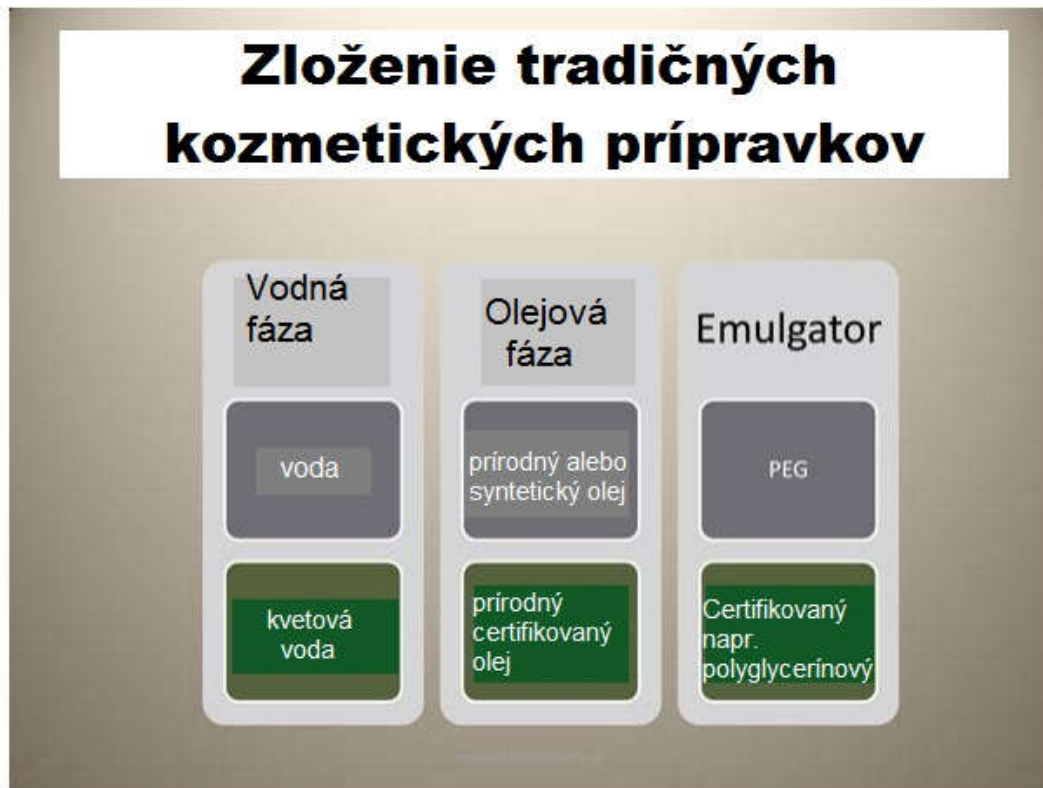 Zloženie tradičných
kozmetických prípravkov
Vodná
fáza
voda
kvetová
voda
Olejová
fáza
prírodný alebo
syntetický olej
prírodný
certifikovaný
olej
Emulgator
PEG
Certifikovaný
napr.
polyglycerínový